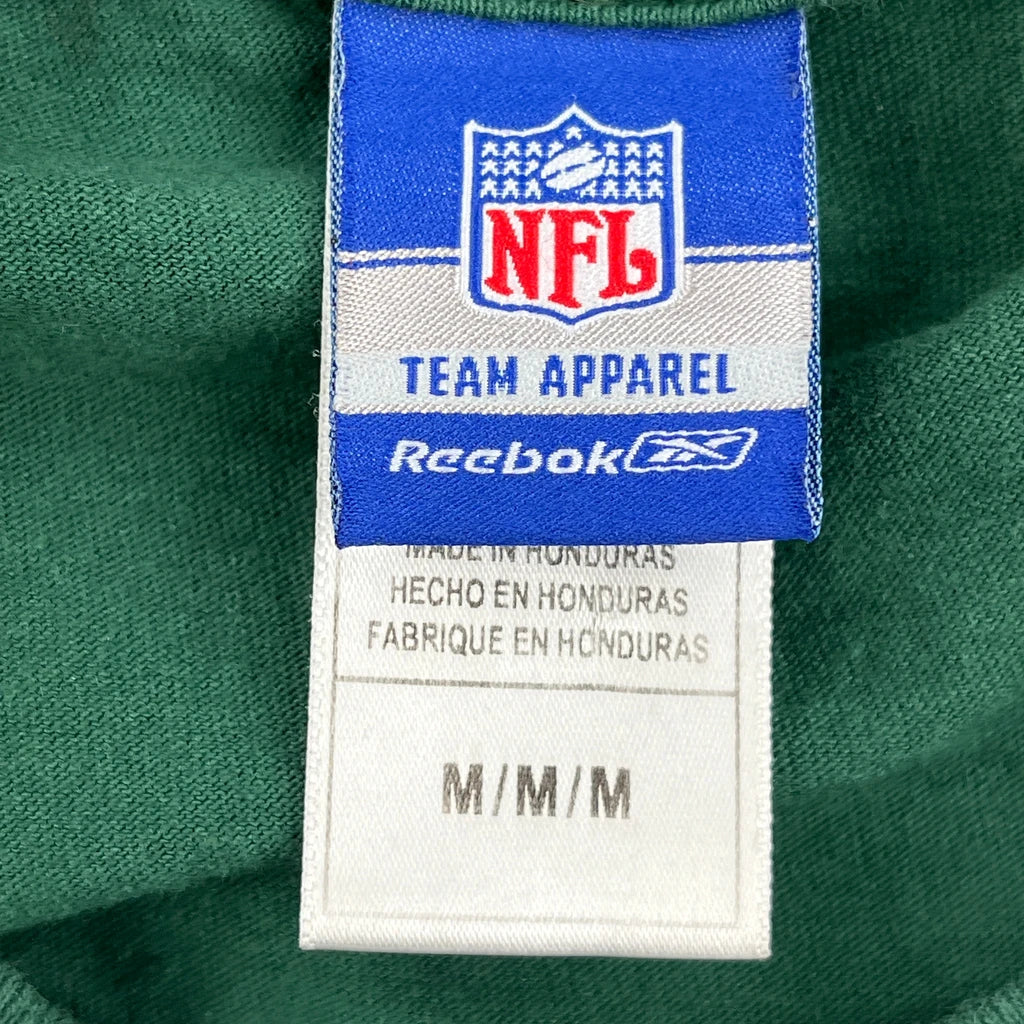 NFL
TEAM APPAREL
Reebok
MADE IN HONDURAS
HECHO EN HONDURAS
FABRIQUE EN HONDURAS
M/M/M